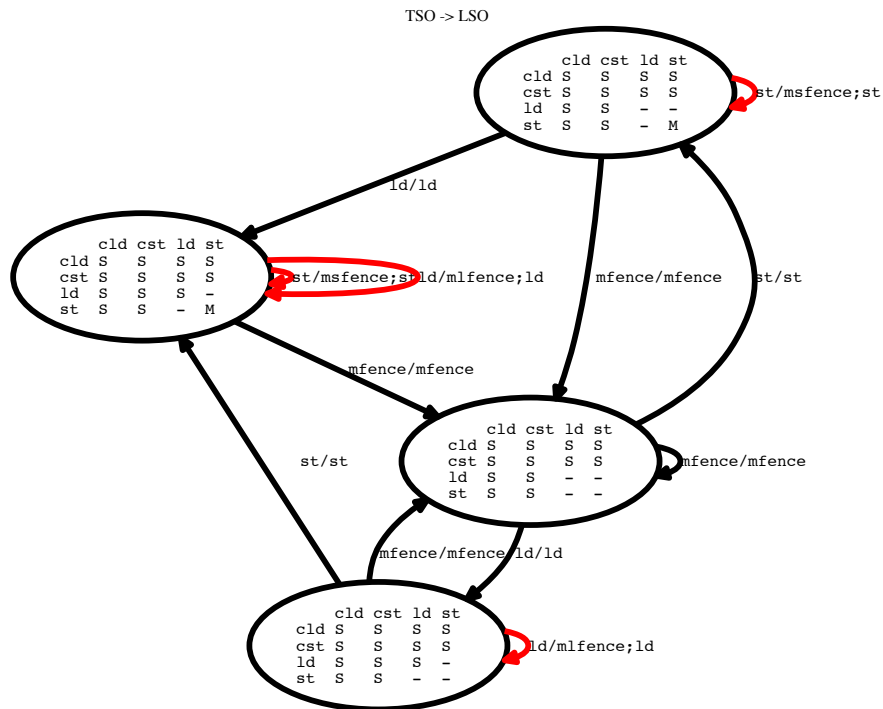 TSO -> LSO
cld cst ld st
cld S S S S
cst S S S S
ld S S - -
st S S - M
st/msfence;st
ld/ld
cld cst ld st
cld S S S S
cst S S S S
ld S S S -
st S S - M
st/msfence;st
ld/mlfence;ld
mfence/mfence
st/st
mfence/mfence
cld cst ld st
cld S S S S
cst S S S S
ld S S - -
st S S - -
mfence/mfence
st/st
mfence/mfence
ld/ld
cld cst ld st
cld S S S S
cst S S S S
ld S S S -
st S S - -
ld/mlfence;ld